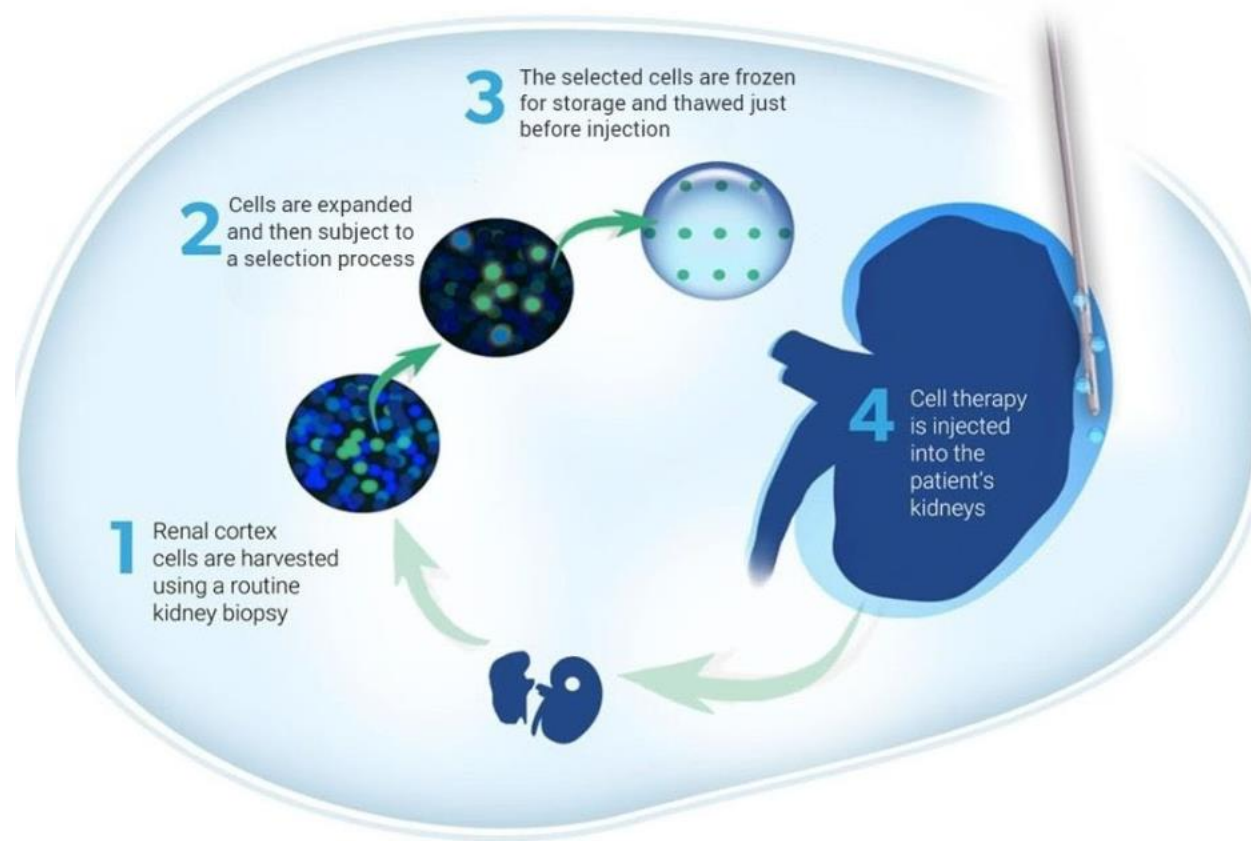 1
Renal cortex
cells are harvested
using a routine
kidney biopsy
2
Cells are expanded
and then subject to
a selection process
3
The selected cells are frozen
for storage and thawed just
before injection
4
Cell therapy
is injected
into the
patient's
kidneys